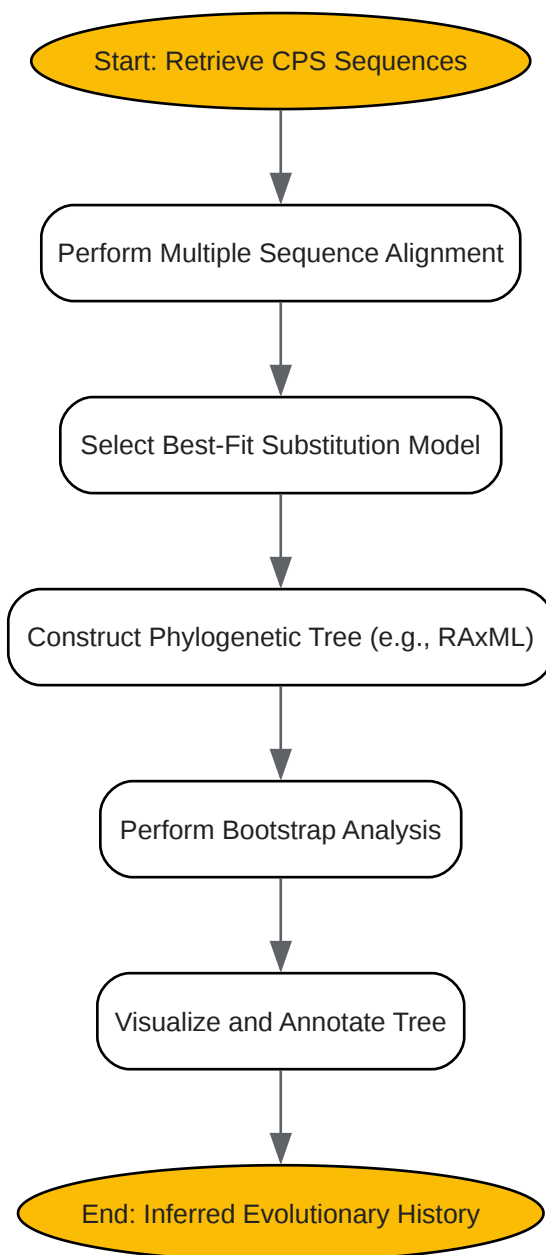 Start: Retrieve CPS Sequences
Perform Multiple Sequence Alignment
Select Best-Fit Substitution Model
Construct Phylogenetic Tree (e.g., RAxML)
Perform Bootstrap Analysis
Visualize and Annotate Tree
End: Inferred Evolutionary History